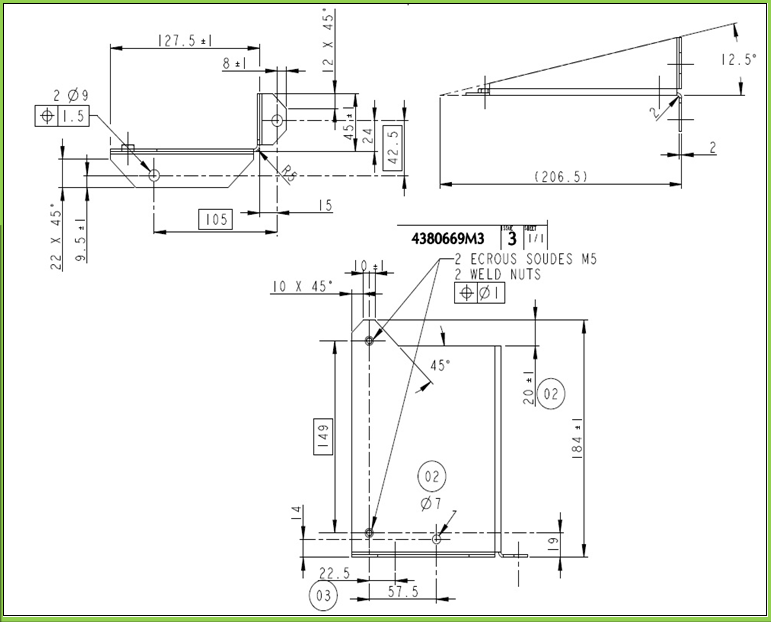 127.5 ±1
8 ±1
12 X 45°
2 Ø9
1.5
45 ±1
24
42.5
22 X 45°
9.5 ±1
R5
105
15
12.5°
2
2
(206.5)
4380669M3
ISSUE
3
SHEET
1/1
2 ECROUS SOUDES M5
2 WELD NUTS
Ø1
10 ±1
10 X 45°
45°
20 ±1
02
184 ±1
149
02
Ø7
14
19
22.5
03
57.5